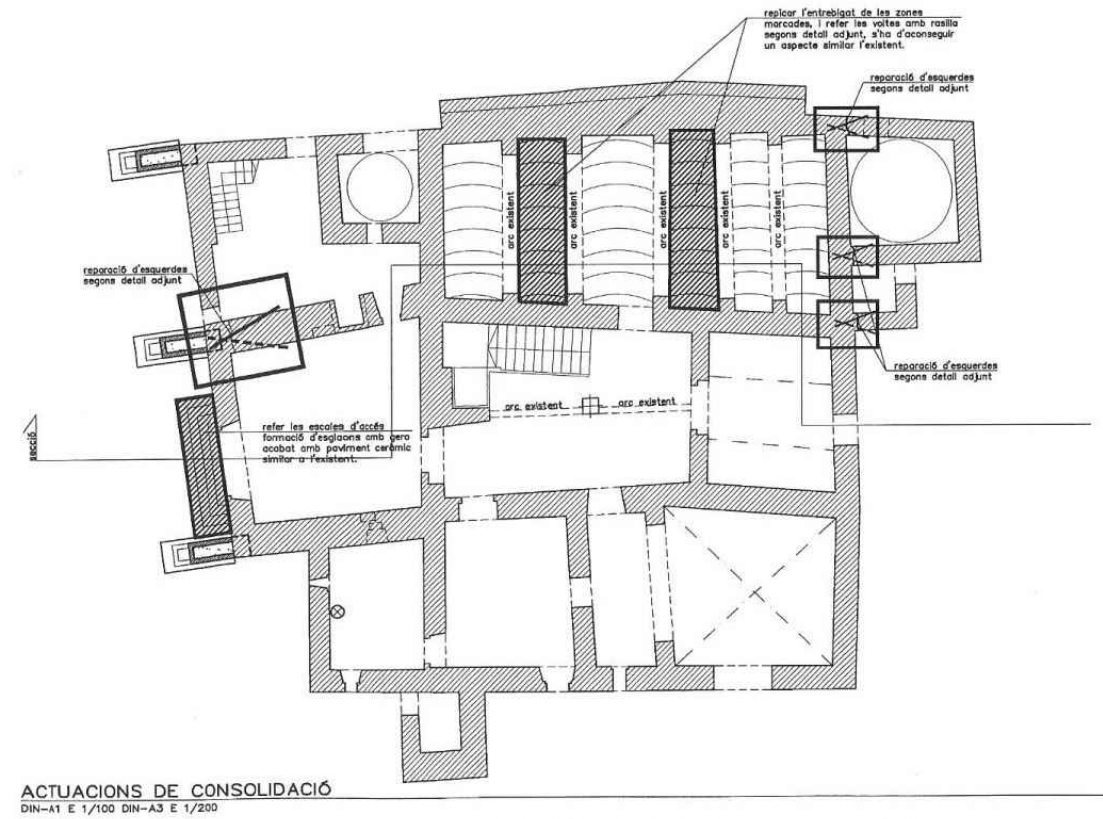 repicar l'entrebigat de les zones
marcades, i refer les voltes amb rasilla
segons detall adjunt, s'ha d'aconseguir
un aspecte similar l'existent.
reparació d'esquerdes
segons detall adjunt
arc existent
arc existent
arc existent
arc existent
arc existent
reparació d'esquerdes
segons detall adjunt
reparació d'esquerdes
segons detall adjunt
arc existent
arc existent
refer les escales d'accés
formació d'esglaons amb gero
acabat amb paviment ceràmic
similar a l'existent.
secció
ACTUACIONS DE CONSOLIDACIÓ
DIN-A1 E 1/100 DIN-A3 E 1/200